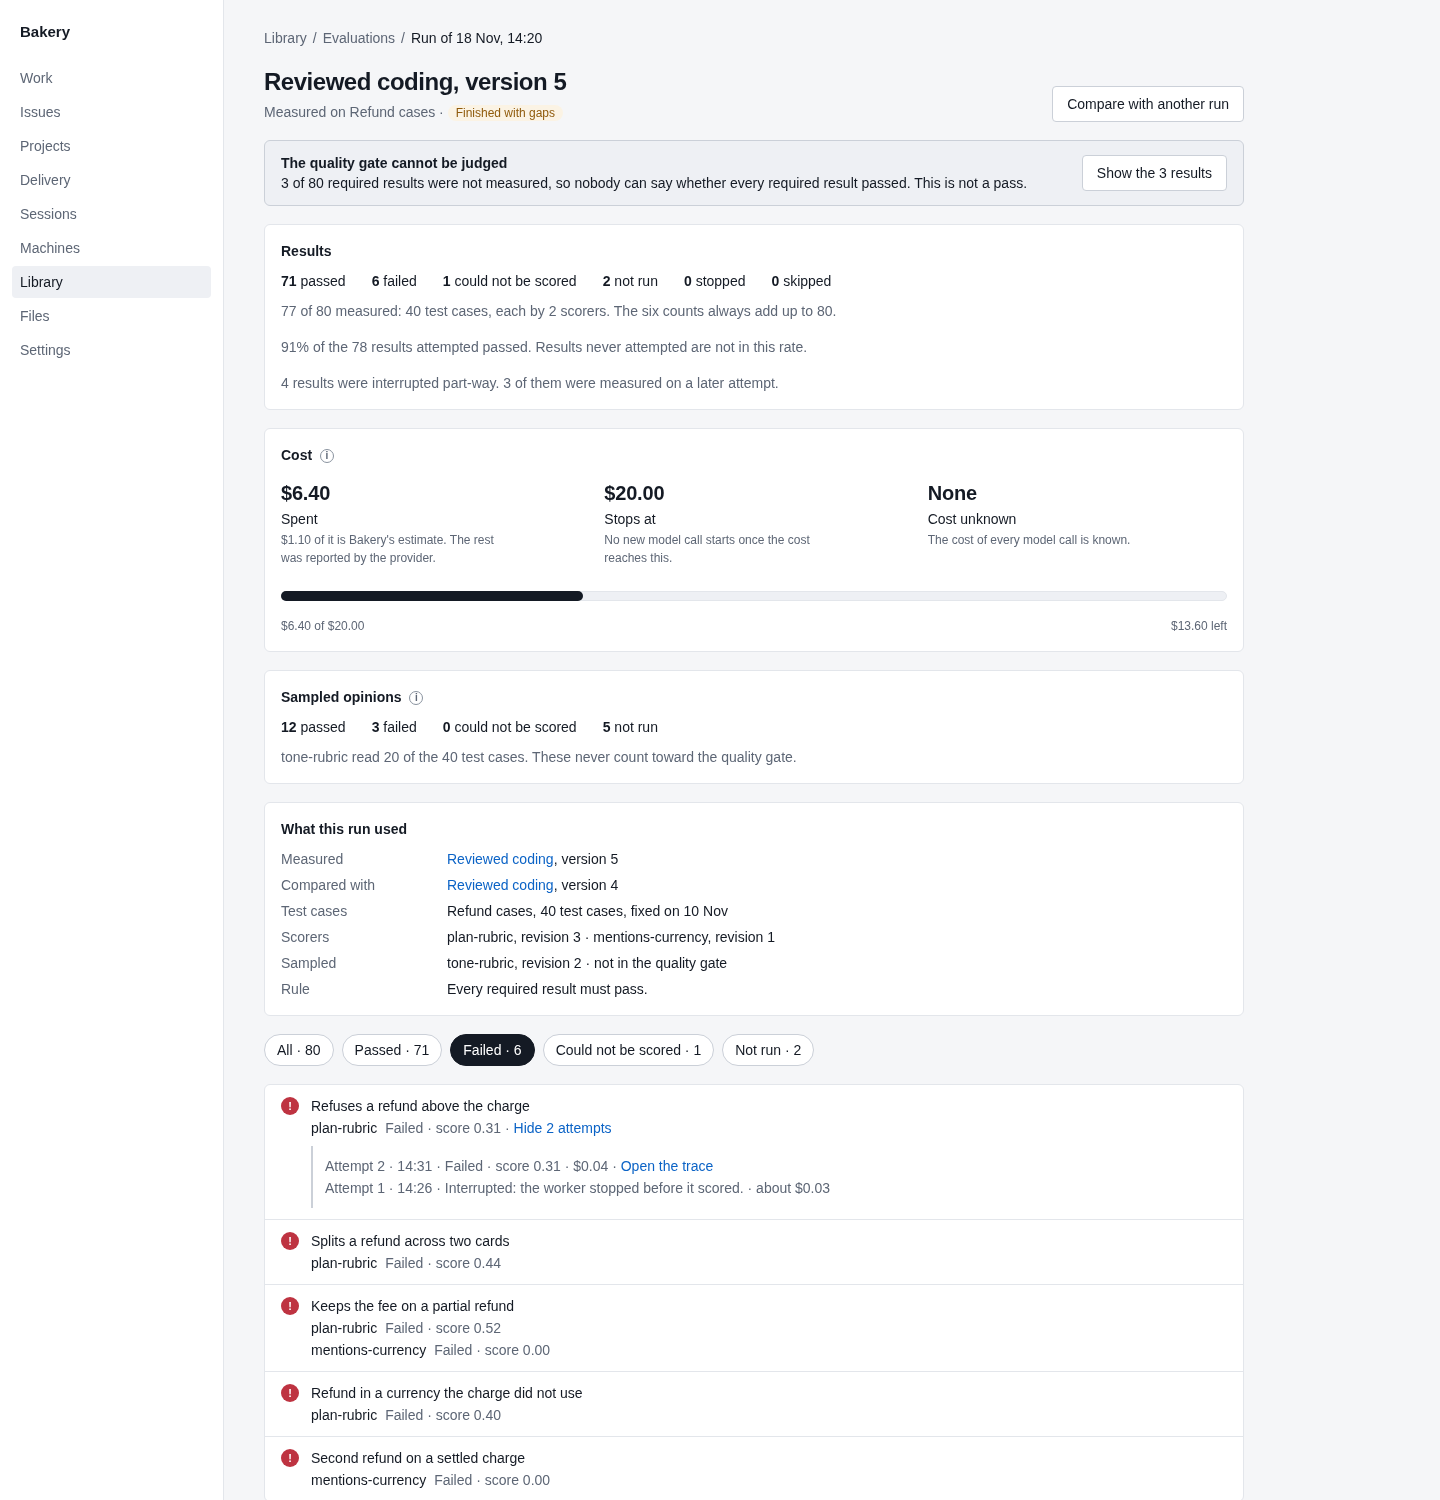 Bakery
Work
Issues
Projects
Delivery
Sessions
Machines
Library
Files
Settings
Library / Evaluations / Run of 18 Nov, 14:20
Reviewed coding, version 5
Measured on Refund cases · Finished with gaps
Compare with another run
The quality gate cannot be judged
3 of 80 required results were not measured, so nobody can say whether every required result passed. This is not a pass.
Show the 3 results
Results
71 passed 6 failed 1 could not be scored 2 not run 0 stopped 0 skipped
77 of 80 measured: 40 test cases, each by 2 scorers. The six counts always add up to 80.
91% of the 78 results attempted passed. Results never attempted are not in this rate.
4 results were interrupted part-way. 3 of them were measured on a later attempt.
Cost i
$6.40
Spent
$1.10 of it is Bakery's estimate. The rest
was reported by the provider.
$20.00
Stops at
No new model call starts once the cost
reaches this.
None
Cost unknown
The cost of every model call is known.
$6.40 of $20.00
$13.60 left
Sampled opinions i
12 passed 3 failed 0 could not be scored 5 not run
tone-rubric read 20 of the 40 test cases. These never count toward the quality gate.
What this run used
Measured Reviewed coding, version 5
Compared with Reviewed coding, version 4
Test cases Refund cases, 40 test cases, fixed on 10 Nov
Scorers plan-rubric, revision 3 · mentions-currency, revision 1
Sampled tone-rubric, revision 2 · not in the quality gate
Rule Every required result must pass.
All · 80 Passed · 71 Failed · 6 Could not be scored · 1 Not run · 2
! Refuses a refund above the charge
plan-rubric Failed · score 0.31 · Hide 2 attempts
Attempt 2 · 14:31 · Failed · score 0.31 · $0.04 · Open the trace
Attempt 1 · 14:26 · Interrupted: the worker stopped before it scored. · about $0.03
! Splits a refund across two cards
plan-rubric Failed · score 0.44
! Keeps the fee on a partial refund
plan-rubric Failed · score 0.52
mentions-currency Failed · score 0.00
! Refund in a currency the charge did not use
plan-rubric Failed · score 0.40
! Second refund on a settled charge
mentions-currency Failed · score 0.00